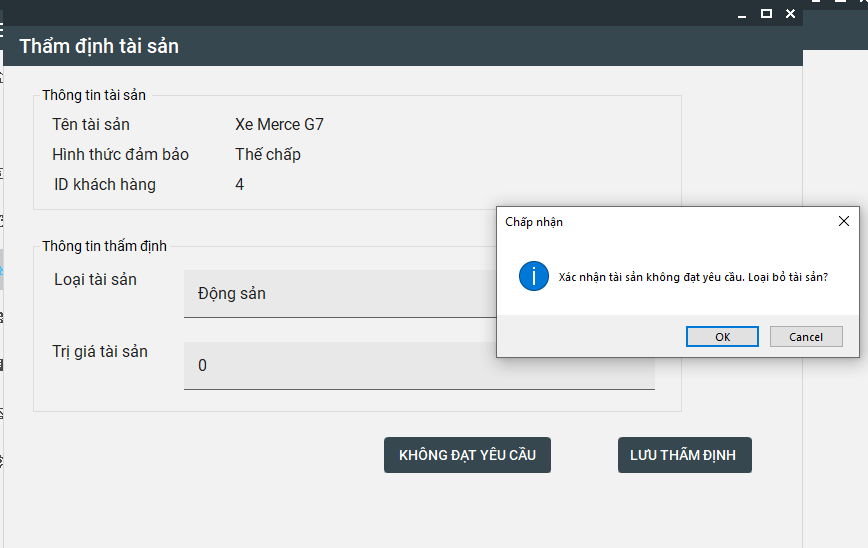 Thẩm định tài sản
Thông tin tài sản
Tên tài sản Xe Merce G7
Hình thức đảm bảo Thế chấp
ID khách hàng 4
Chấp nhận
Xác nhận tài sản không đạt yêu cầu. Loại bỏ tài sản?
OK Cancel
Thông tin thẩm định
Loại tài sản Động sản
Trị giá tài sản 0
KHÔNG ĐẠT YÊU CẦU LƯU THẨM ĐỊNH